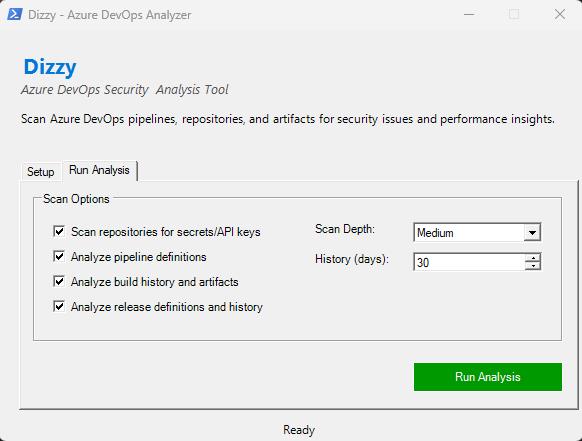 Dizzy - Azure DevOps Analyzer
Dizzy
Azure DevOps Security Analysis Tool
Scan Azure DevOps pipelines, repositories, and artifacts for security issues and performance insights.
Setup
Run Analysis
Scan Options
Scan repositories for secrets/API keys
Scan Depth:
Medium
Analyze pipeline definitions
History (days):
30
Analyze build history and artifacts
Analyze release definitions and history
Run Analysis
Ready